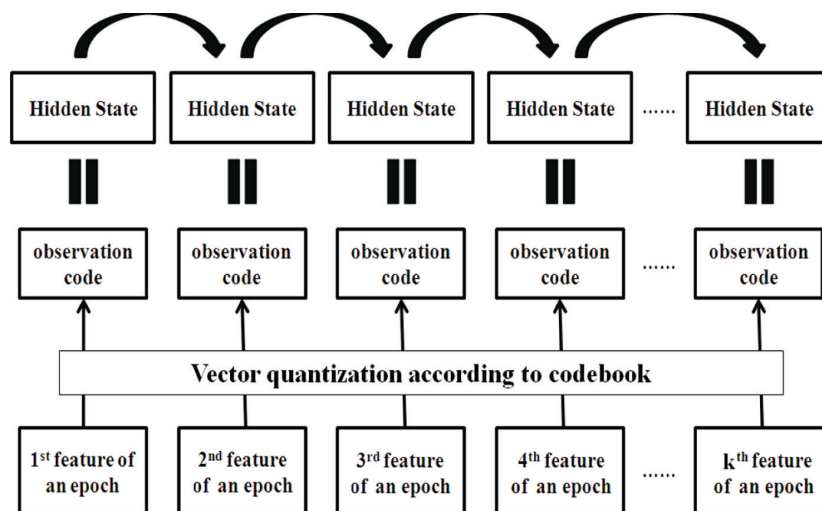 Hidden State Hidden State Hidden State Hidden State ...... Hidden State
observation observation observation observation observation
code code code code ...... code
Vector quantization according to codebook
1st feature of 2nd feature 3rd feature 4th feature kth feature
an epoch of an epoch of an epoch of an epoch ...... of an epoch